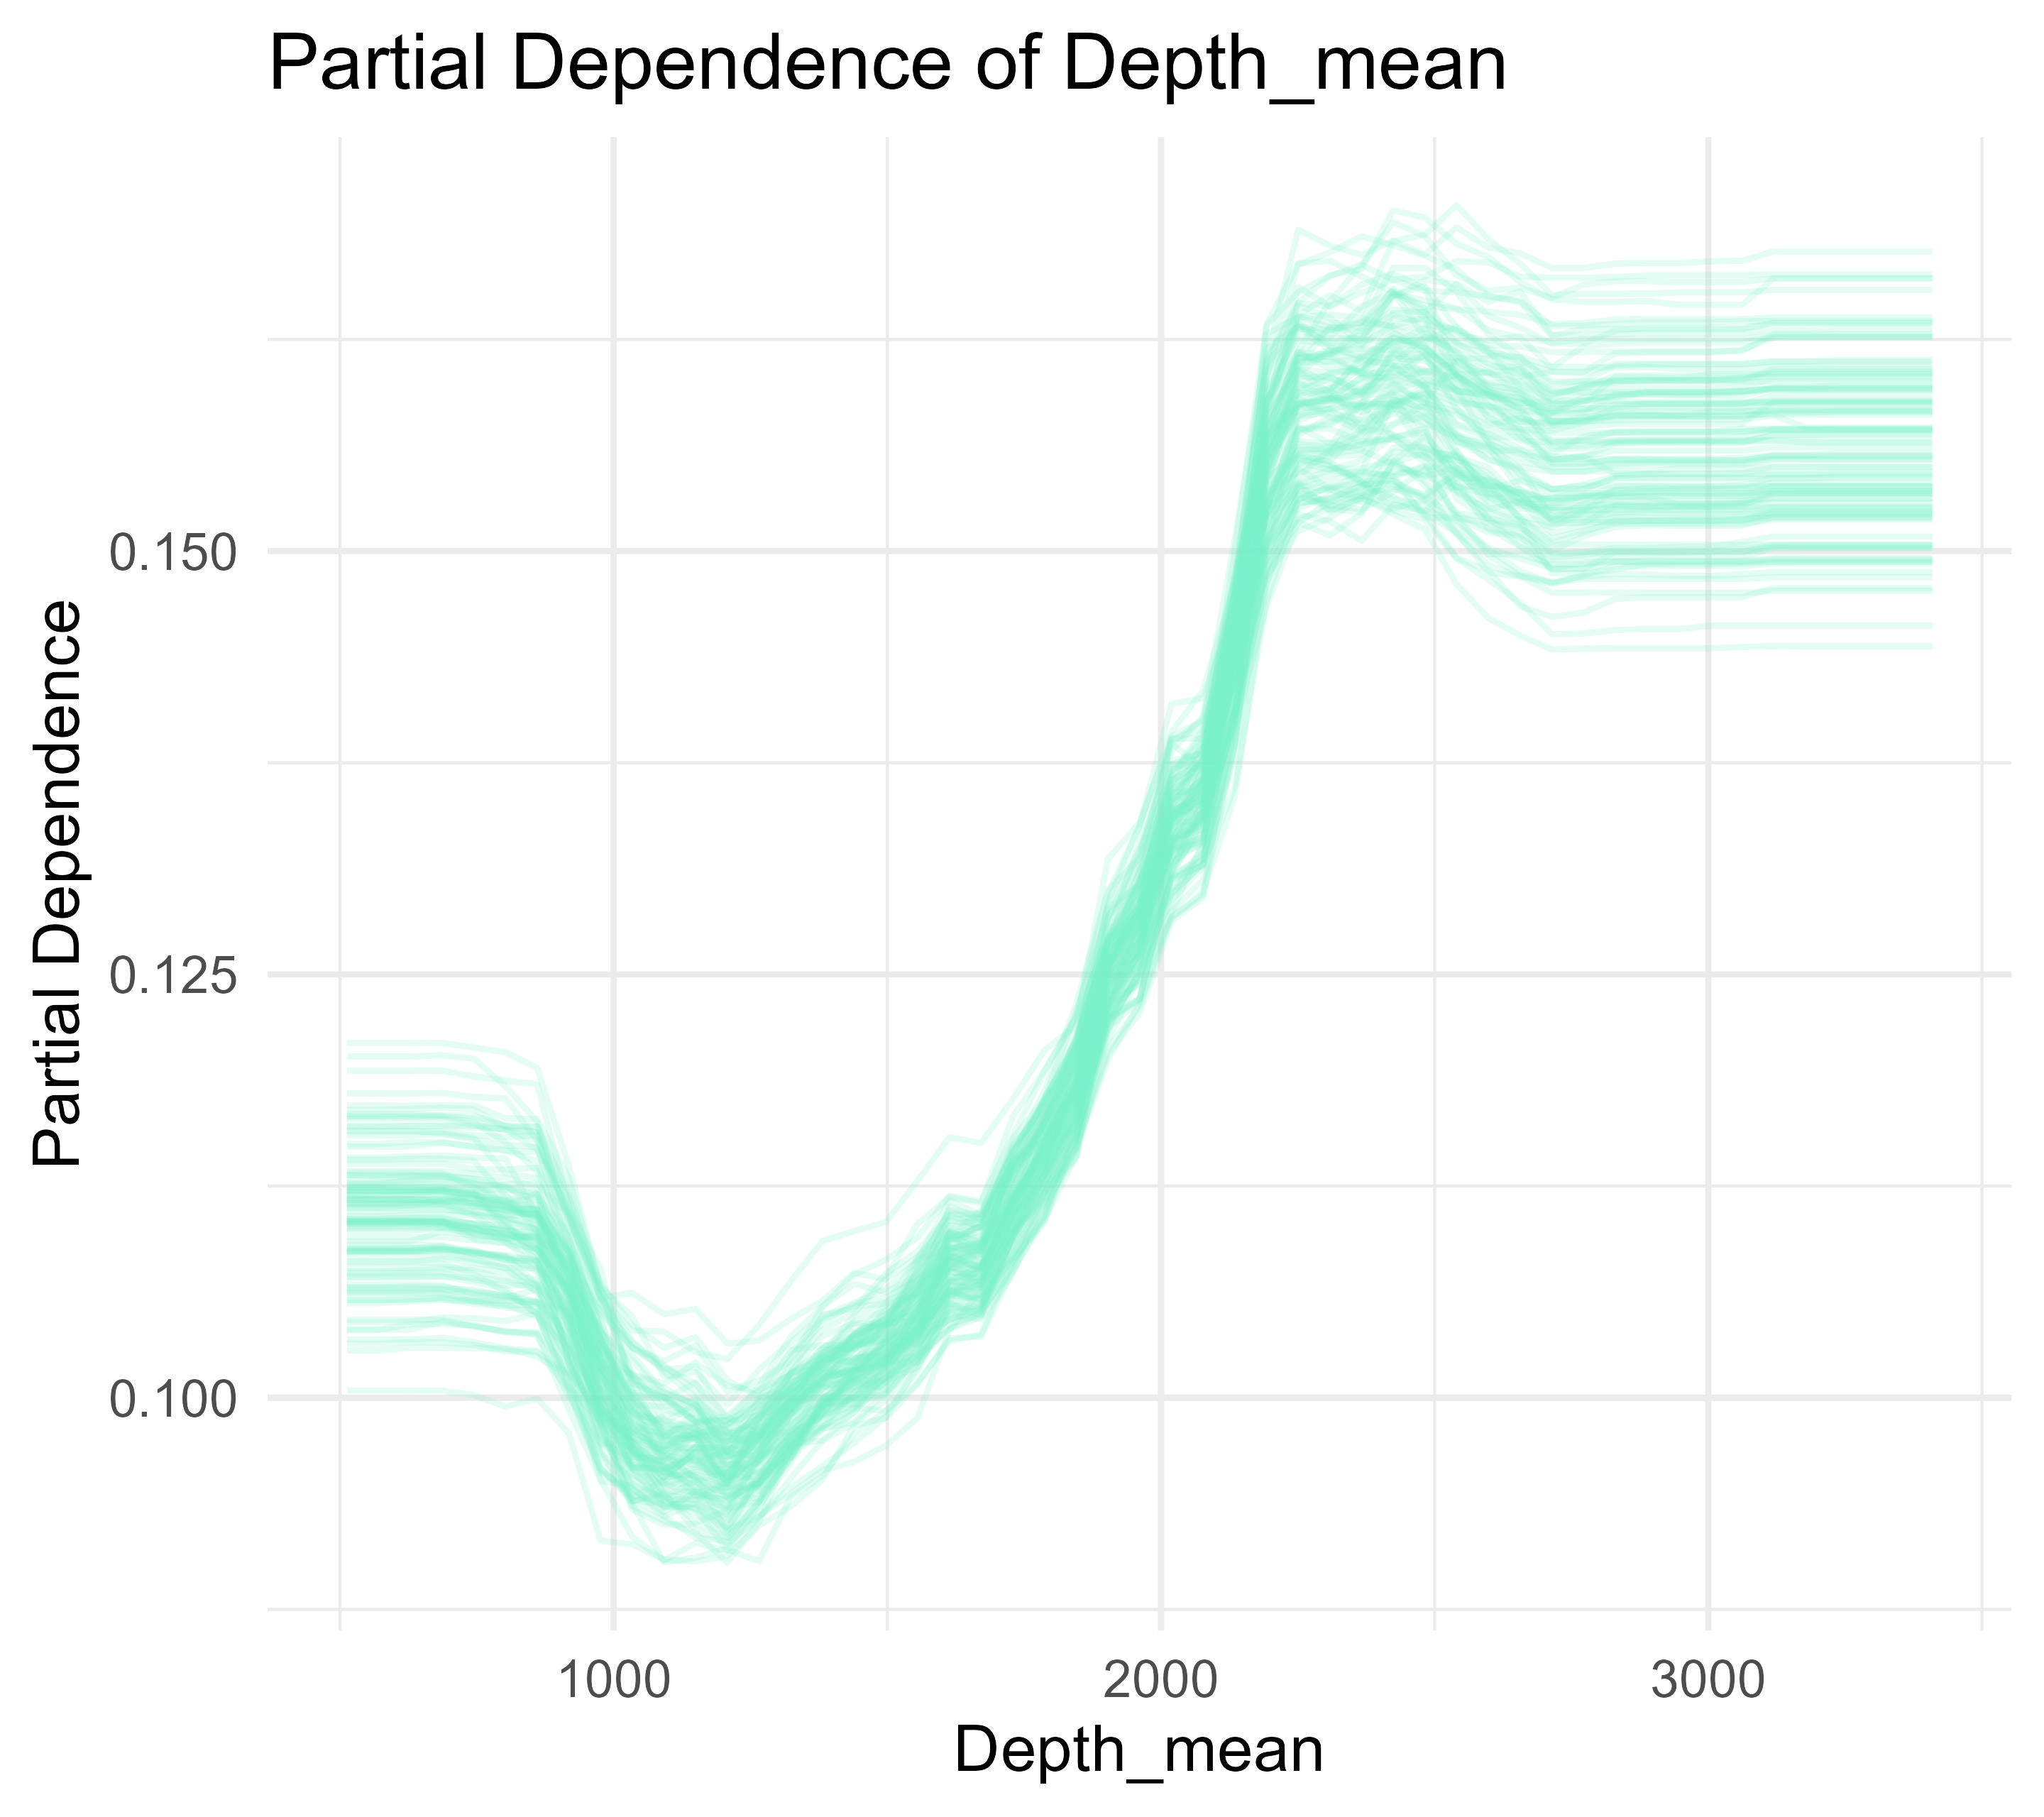 Partial Dependence of Depth_mean
Partial Dependence
0.150
0.125
0.100
1000 2000 3000
Depth_mean